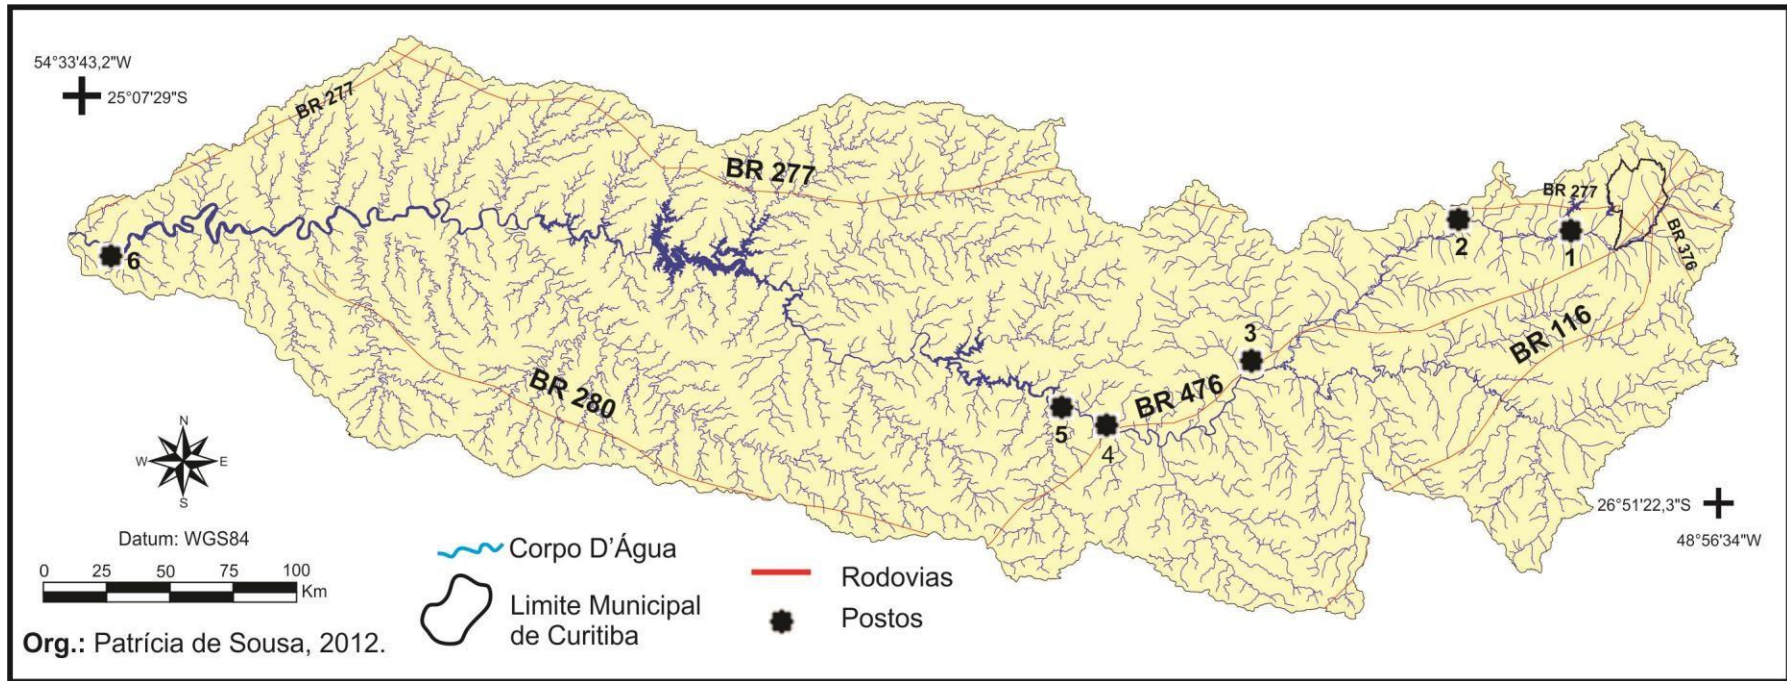 54°33'43,2"W
25°07'29"S
BR 277
BR 277
BR 277
BR 376
1
2
3
4
5
6
BR 116
BR 476
BR 280
N
W E
S
26°51'22,3"S
48°56'34"W
Datum: WGS84
0 25 50 75 100
Km
Corpo D'Água
Limite Municipal
de Curitiba
Rodovias
Postos
Org.: Patrícia de Sousa, 2012.